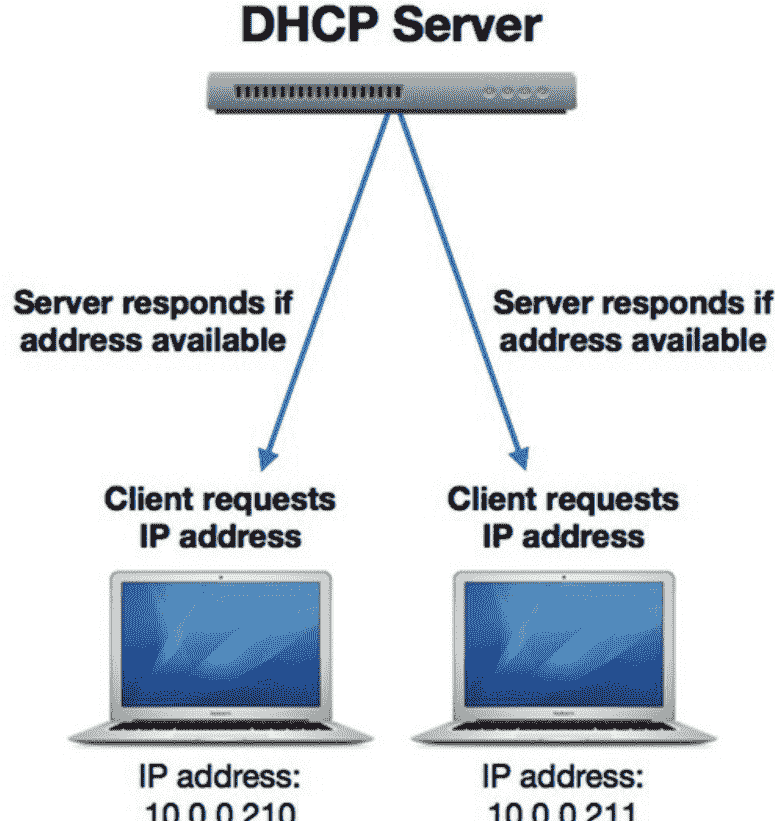 DHCP Server
Server responds if
address available
Server responds if
address available
Client requests
IP address
Client requests
IP address
IP address:
10.0.0.210
IP address:
10.0.0.211